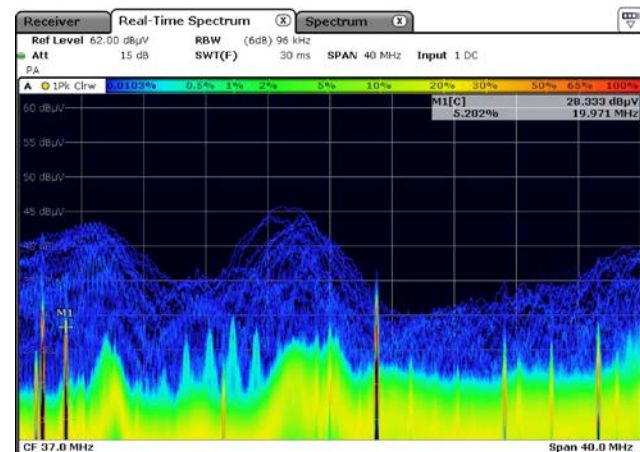 Receiver Real-Time Spectrum X Spectrum X
Ref Level 62.00 dBµV RBW (6dB) 96 kHz
Att 15 dB SWT(F) 30 ms SPAN 40 MHz Input 1 DC
PA
A 1Pk Clrw 0.0103% 0.5% 1% 2% 5% 10% 20% 30% 50% 65% 100%
M1[C] 28.333 dBµV
60 dBµV
5.202% 19.971 MHz
55 dBµV
50 dBµV
45 dBµV
M1
CF 37.0 MHz Span 40.0 MHz